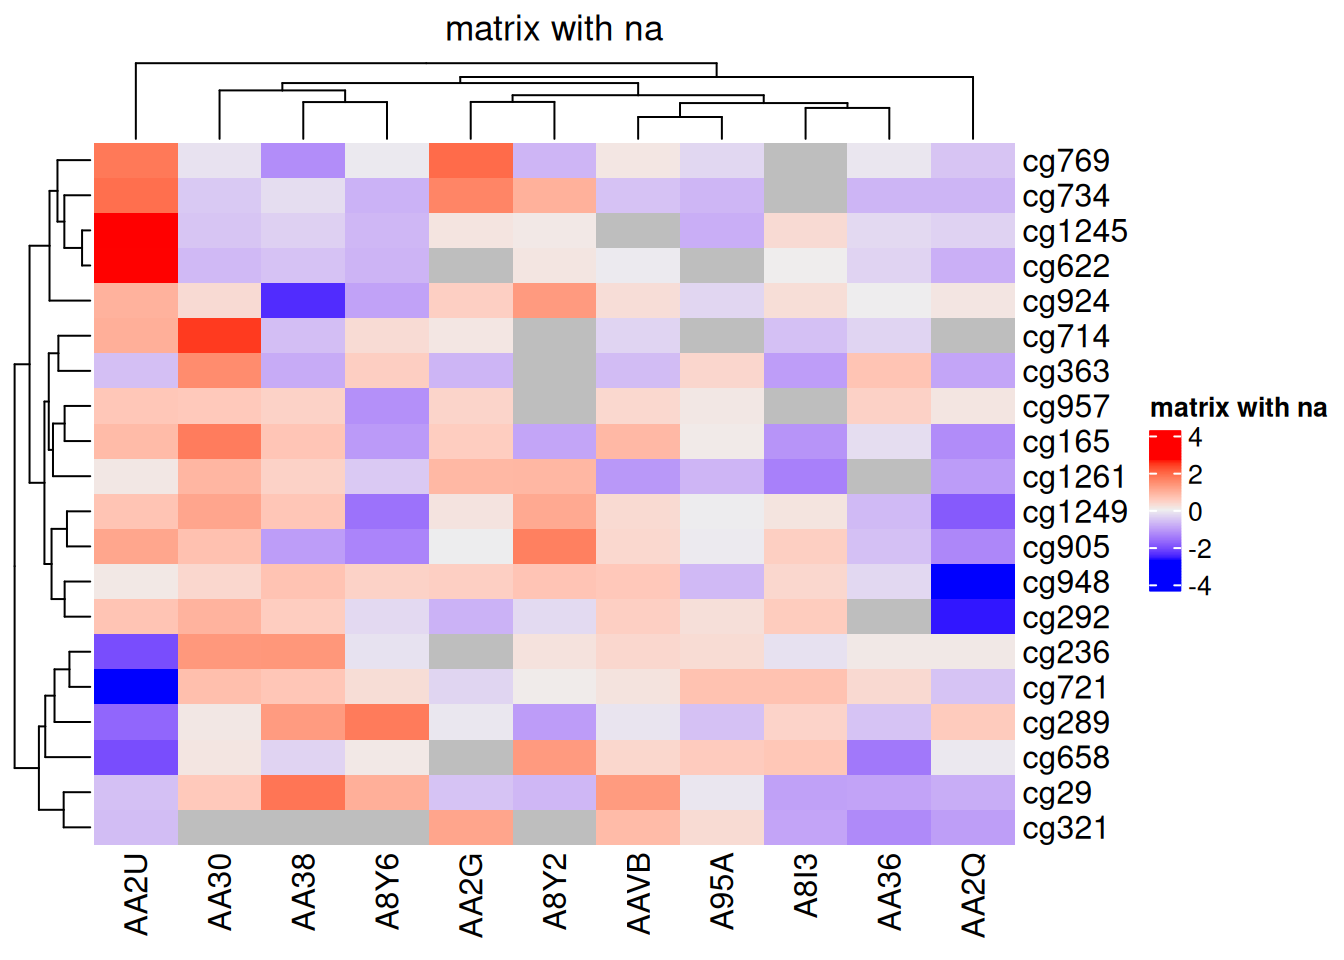 matrix with na
cg769
cg734
cg1245
cg622
cg924
cg714
cg363
cg957
cg165
cg1261
cg1249
cg905
cg948
cg292
cg236
cg721
cg289
cg658
cg29
cg321
AA2U
AA30
AA38
A8Y6
AA2G
A8Y2
AAVB
A95A
A8I3
AA36
AA2Q
matrix with na
4
2
0
-2
-4